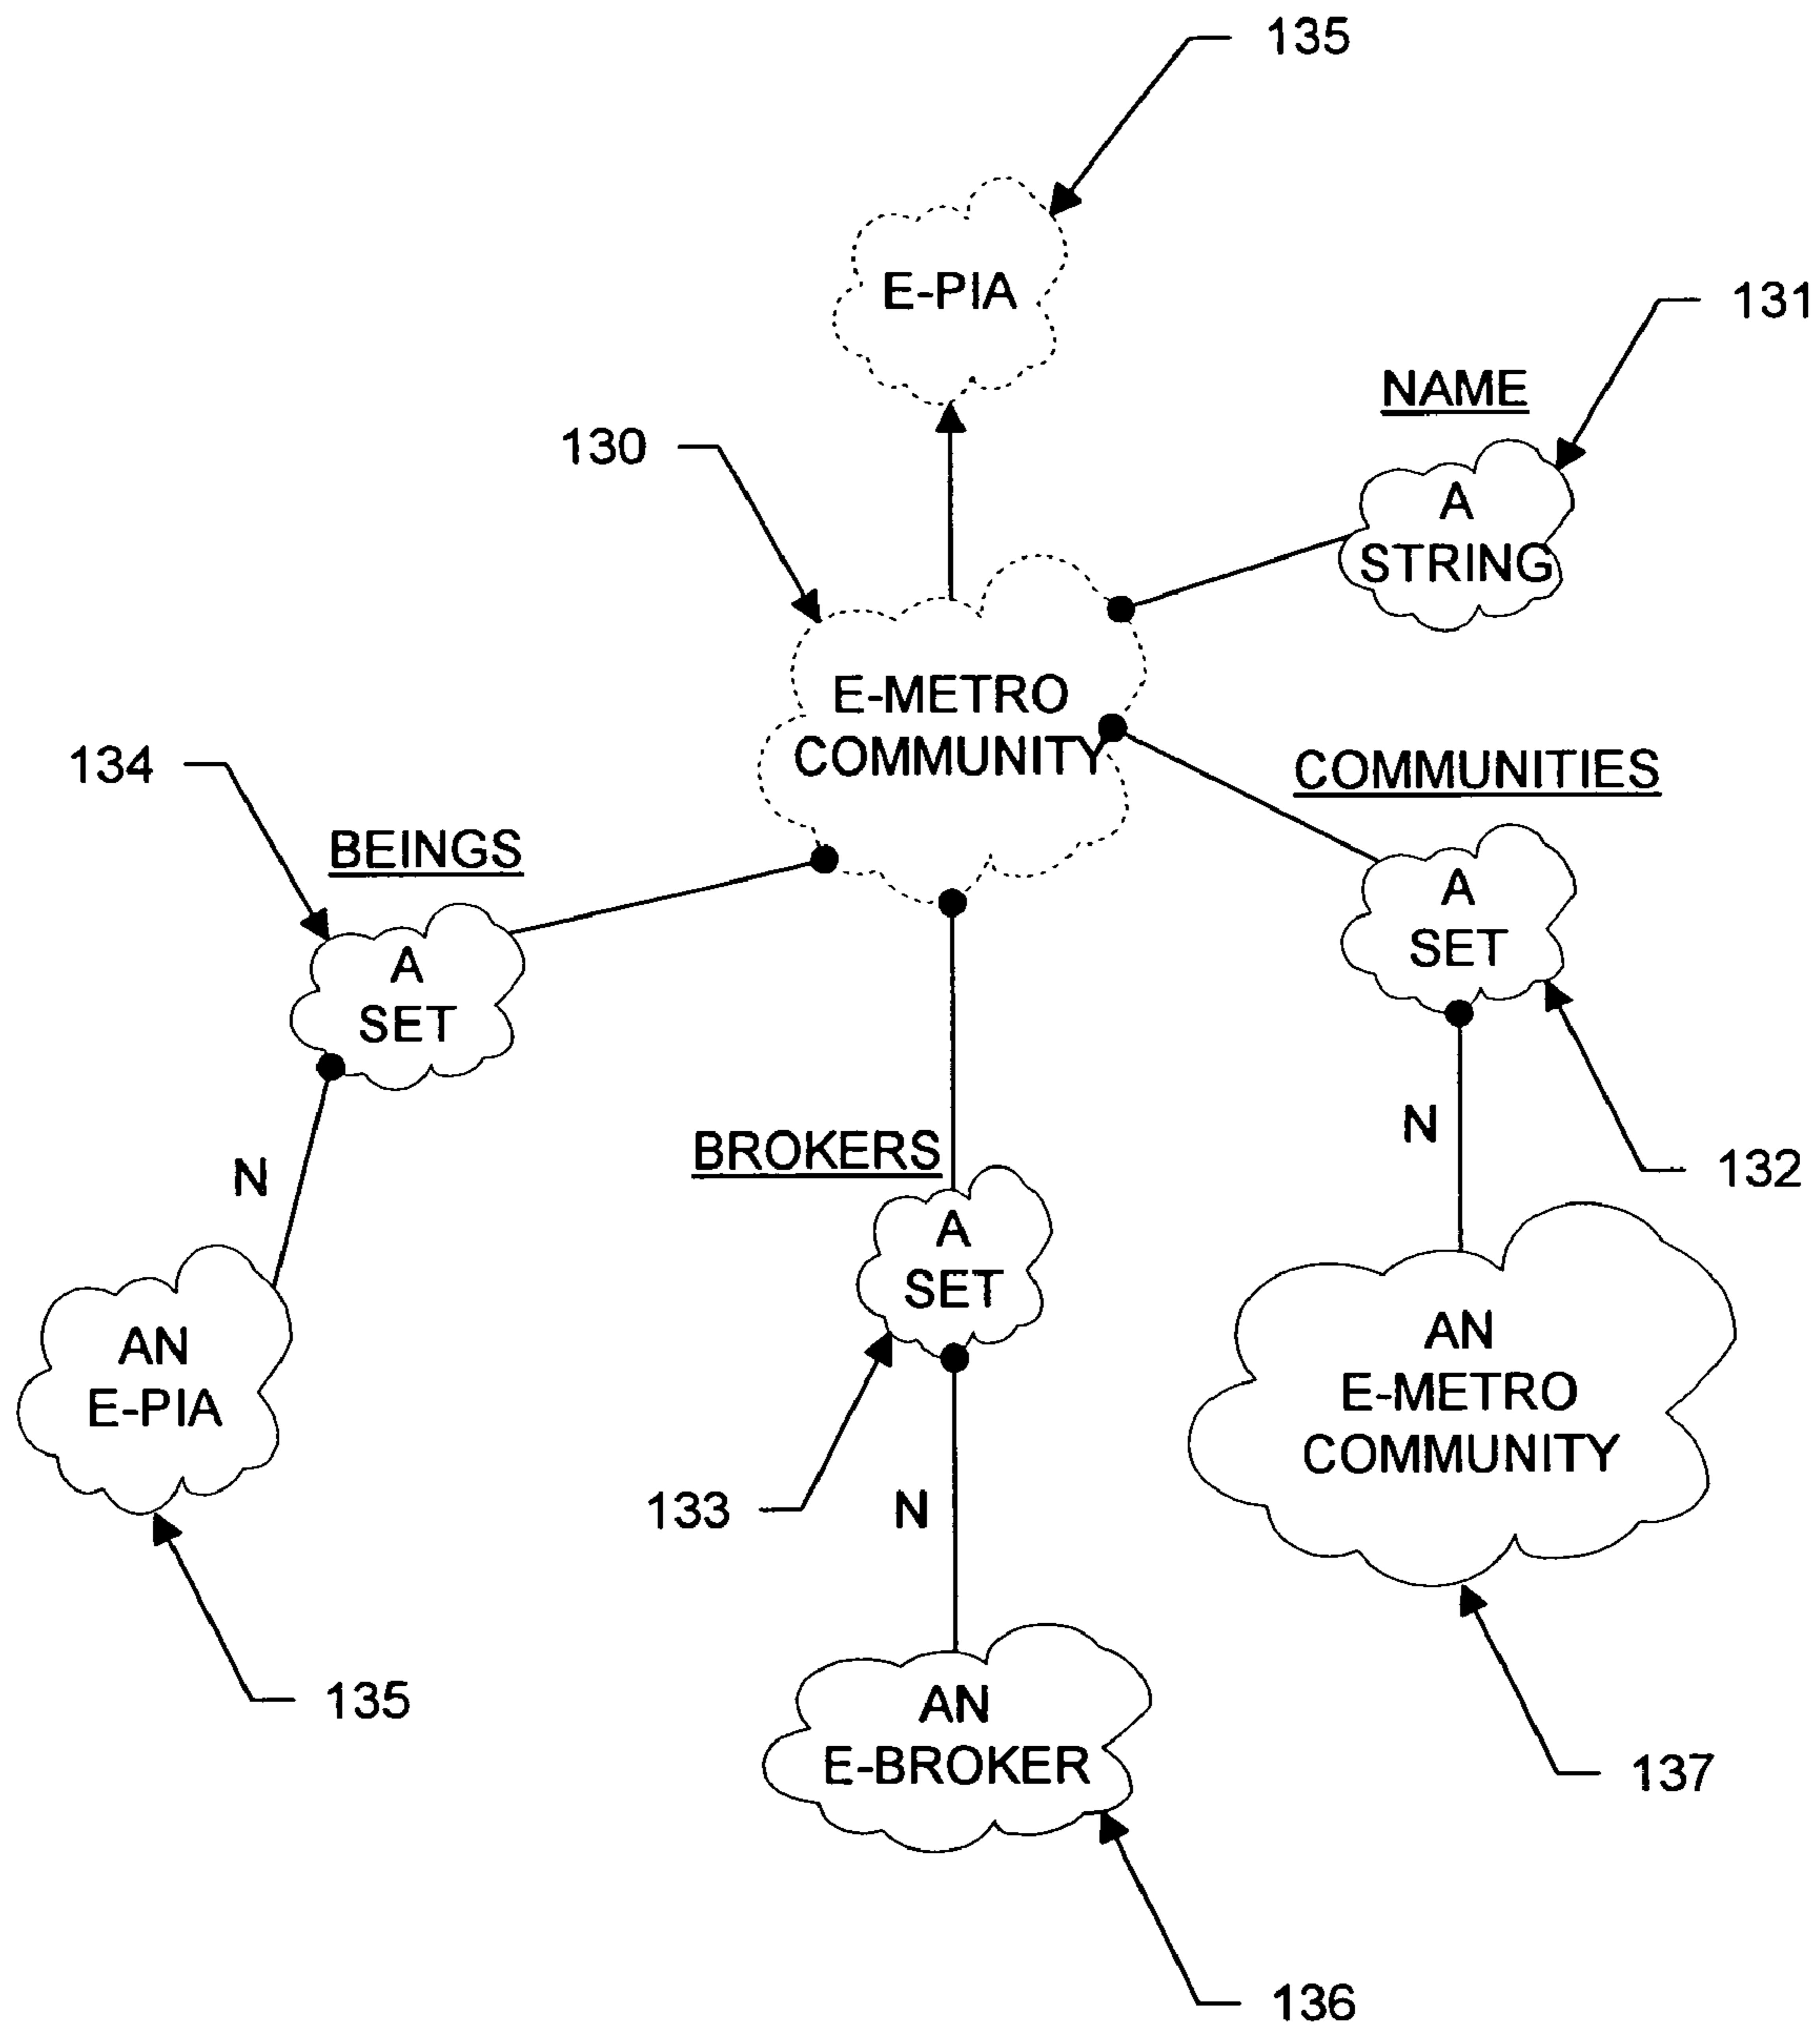 135
E-PIA
131
NAME
130
A
STRING
E-METRO
COMMUNITY
134
COMMUNITIES
BEINGS
A
SET
A
SET
N
BROKERS
N
132
A
SET
AN
E-PIA
AN
E-METRO
COMMUNITY
133
N
135
AN
E-BROKER
137
136